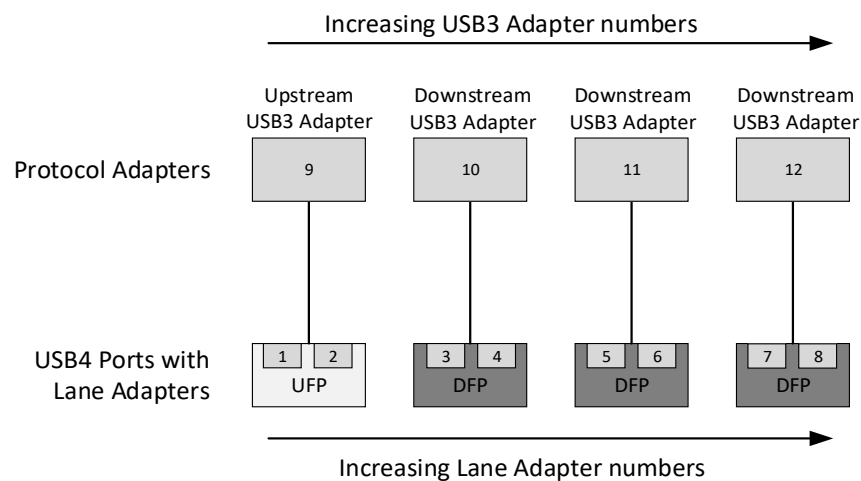 Increasing USB3 Adapter numbers
Upstream Downstream Downstream Downstream
USB3 Adapter USB3 Adapter USB3 Adapter USB3 Adapter
Protocol Adapters 9 10 11 12
USB4 Ports with 1 2 3 4 5 6 7 8
Lane Adapters UFP DFP DFP DFP
Increasing Lane Adapter numbers